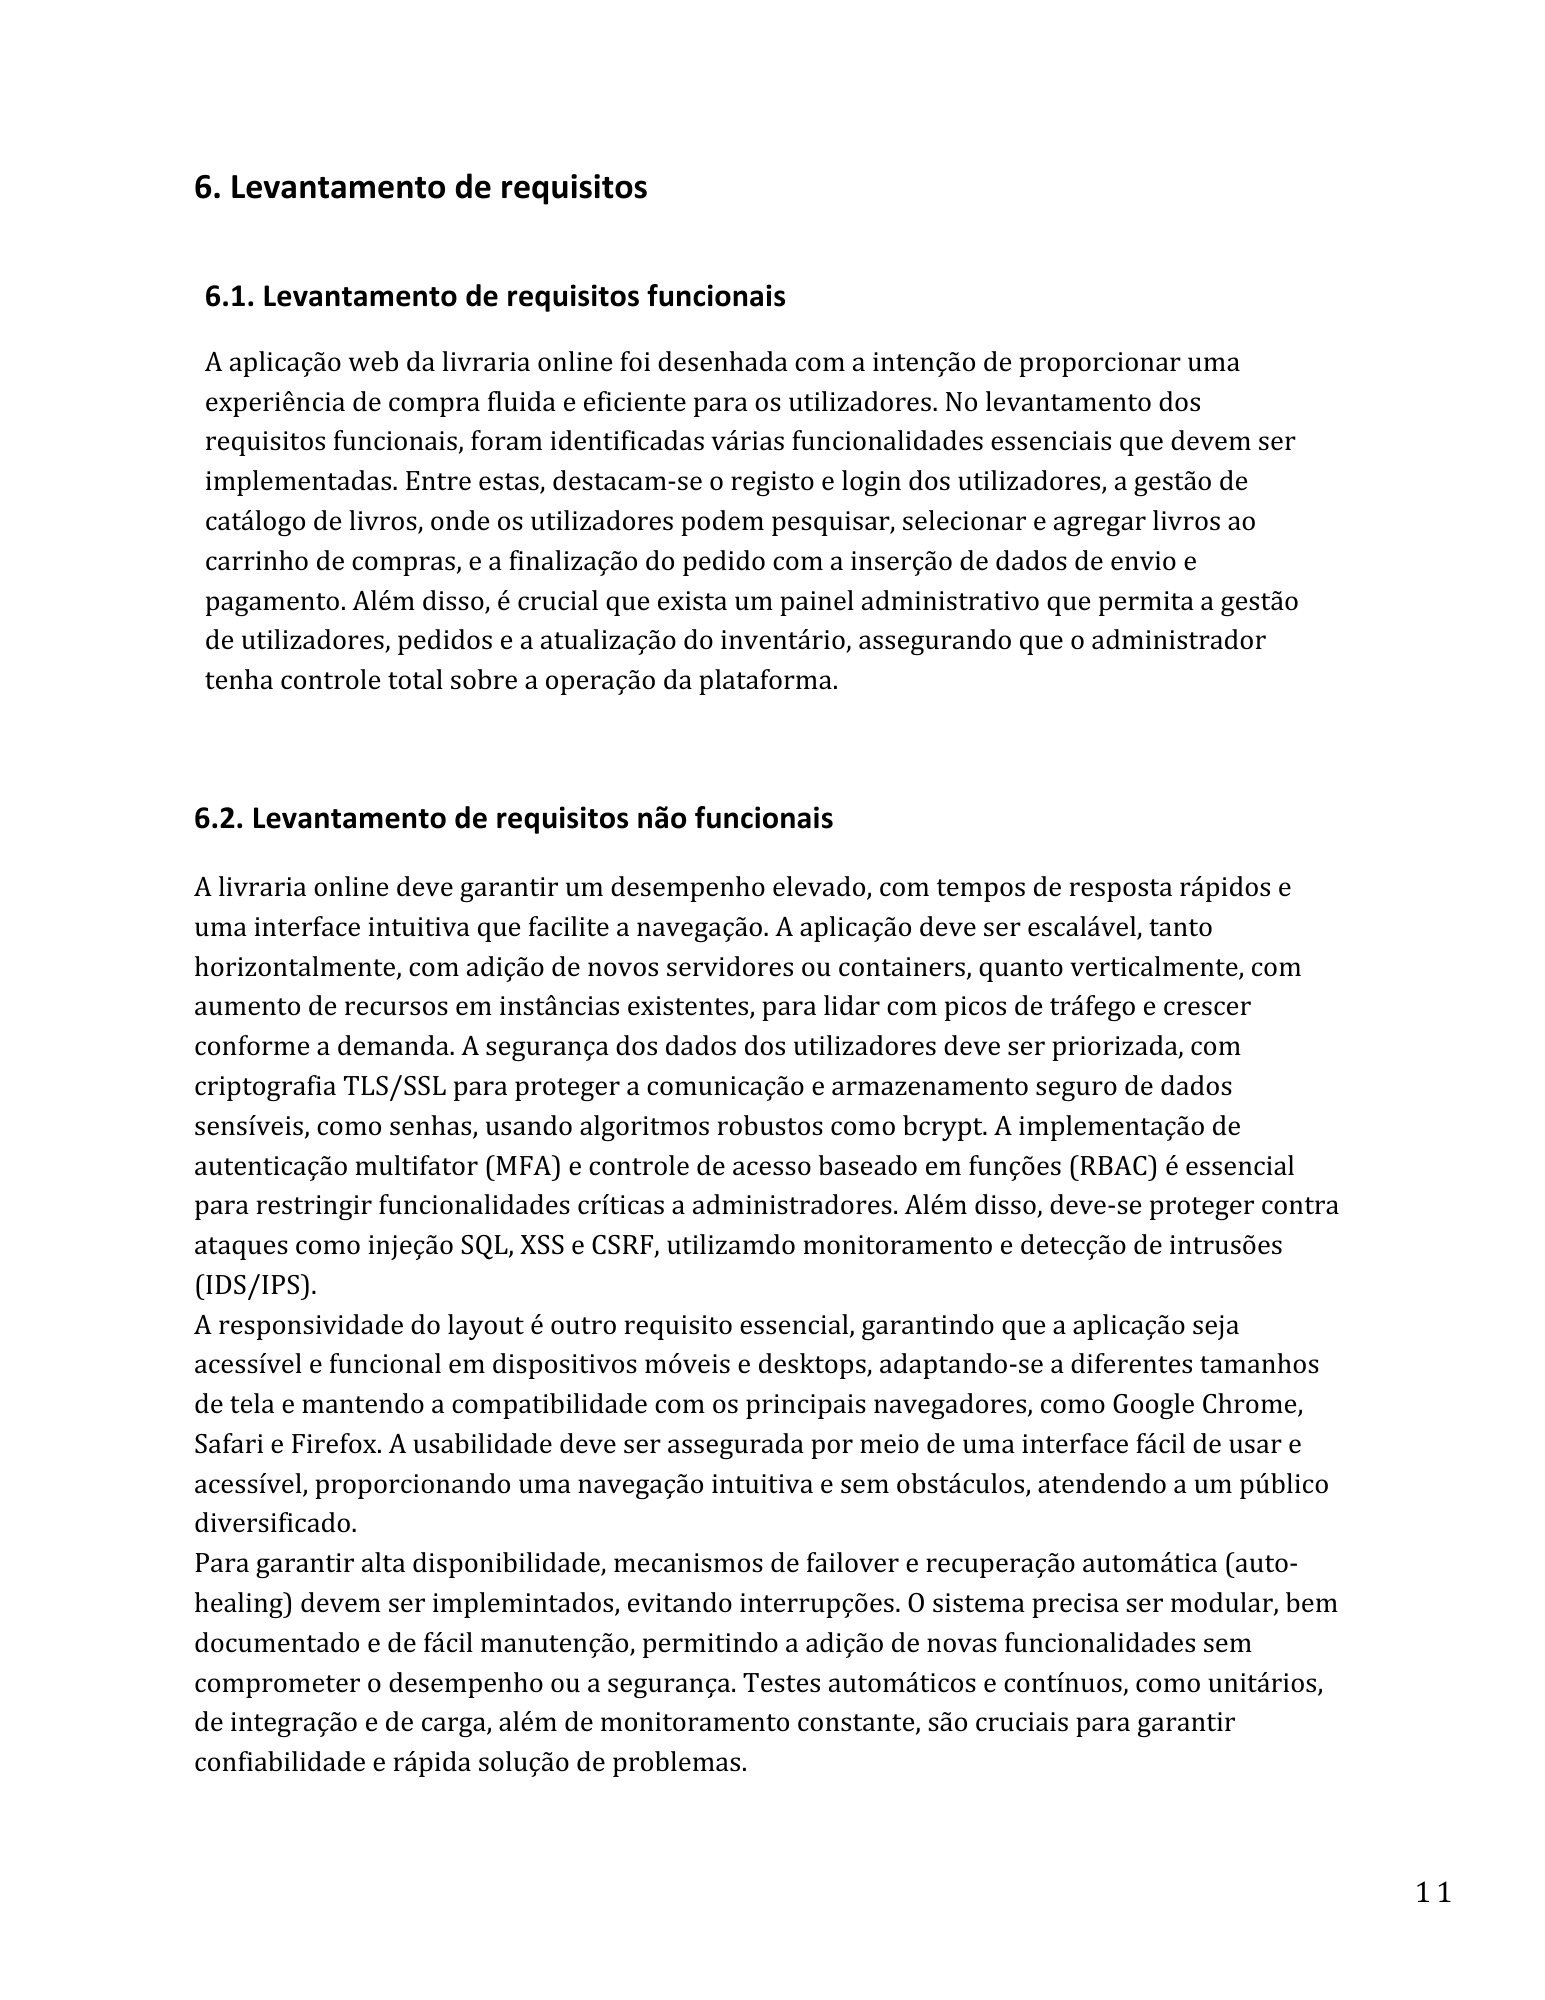 6. Levantamento de requisitos
6.1. Levantamento de requisitos funcionais
A aplicação web da livraria online foi desenhada com a intenção de proporcionar uma
experiência de compra fluida e eficiente para os utilizadores. No levantamento dos
requisitos funcionais, foram identificadas várias funcionalidades essenciais que devem ser
implementadas. Entre estas, destacam-se o registo e login dos utilizadores, a gestão de
catálogo de livros, onde os utilizadores podem pesquisar, selecionar e agregar livros ao
carrinho de compras, e a finalização do pedido com a inserção de dados de envio e
pagamento. Além disso, é crucial que exista um painel administrativo que permita a gestão
de utilizadores, pedidos e a atualização do inventário, assegurando que o administrador
tenha controle total sobre a operação da plataforma.
6.2. Levantamento de requisitos não funcionais
A livraria online deve garantir um desempenho elevado, com tempos de resposta rápidos e
uma interface intuitiva que facilite a navegação. A aplicação deve ser escalável, tanto
horizontalmente, com adição de novos servidores ou containers, quanto verticalmente, com
aumento de recursos em instâncias existentes, para lidar com picos de tráfego e crescer
conforme a demanda. A segurança dos dados dos utilizadores deve ser priorizada, com
criptografia TLS/SSL para proteger a comunicação e armazenamento seguro de dados
sensíveis, como senhas, usando algoritmos robustos como bcrypt. A implementação de
autenticação multifator (MFA) e controle de acesso baseado em funções (RBAC) é essencial
para restringir funcionalidades críticas a administradores. Além disso, deve-se proteger contra
ataques como injeção SQL, XSS e CSRF, utilizamdo monitoramento e detecção de intrusões
(IDS/IPS).
A responsividade do layout é outro requisito essencial, garantindo que a aplicação seja
acessível e funcional em dispositivos móveis e desktops, adaptando-se a diferentes tamanhos
de tela e mantendo a compatibilidade com os principais navegadores, como Google Chrome,
Safari e Firefox. A usabilidade deve ser assegurada por meio de uma interface fácil de usar e
acessível, proporcionando uma navegação intuitiva e sem obstáculos, atendendo a um público
diversificado.
Para garantir alta disponibilidade, mecanismos de failover e recuperação automática (auto-
healing) devem ser implemintados, evitando interrupções. O sistema precisa ser modular, bem
documentado e de fácil manutenção, permitindo a adição de novas funcionalidades sem
comprometer o desempenho ou a segurança. Testes automáticos e contínuos, como unitários,
de integração e de carga, além de monitoramento constante, são cruciais para garantir
confiabilidade e rápida solução de problemas.
11